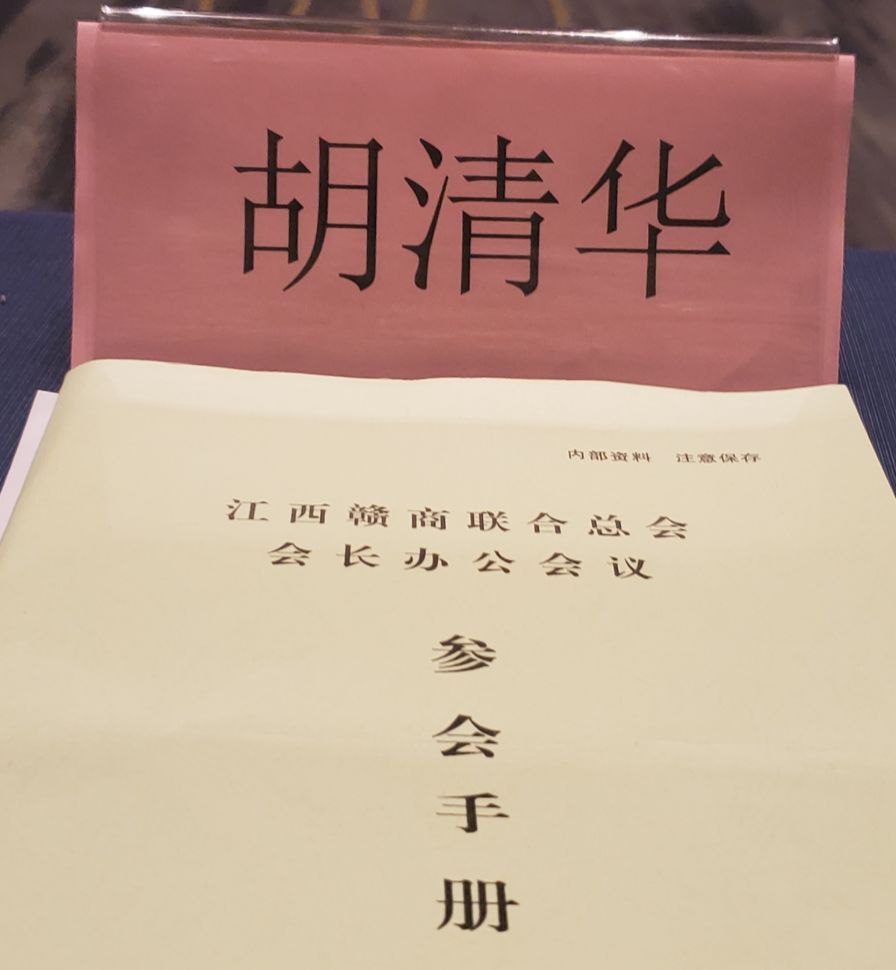 胡清华
内部资料 注意保存
江西赣商联合总会
会长办公会议
参
会
手
册